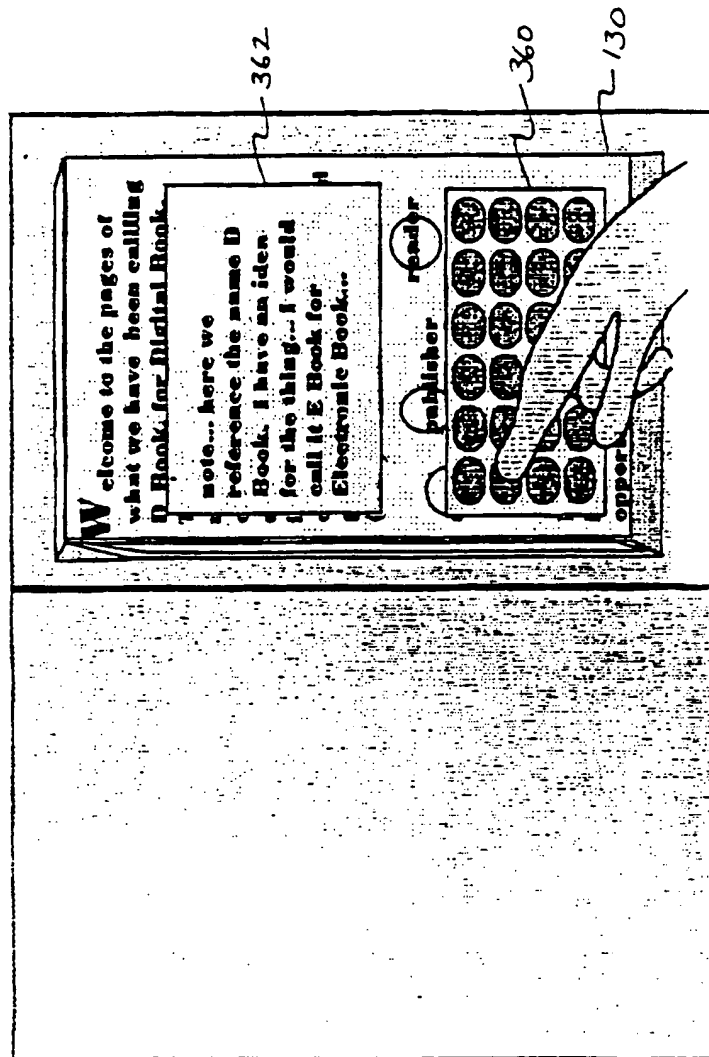 Welcome to the pages of
what we have been callling
D Book, for Digital Book.
note... here we
reference the name D
Book. I have an idea
for the thing... I would
call it E Book for
Electronic Book...
publisher
reader
opper
362
360
130